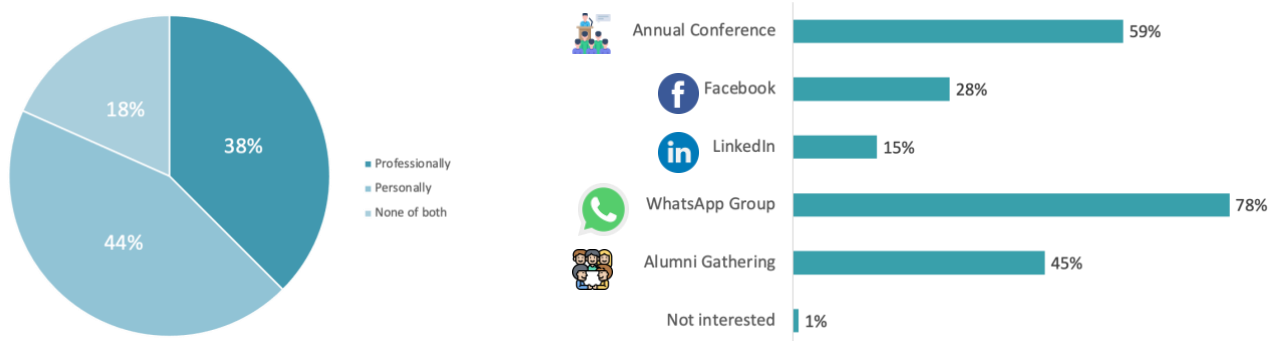 18%
38%
44%
Professionally
Personally
None of both
Annual Conference 59%
f Facebook 28%
in LinkedIn 15%
WhatsApp Group 78%
Alumni Gathering 45%
Not interested 1%